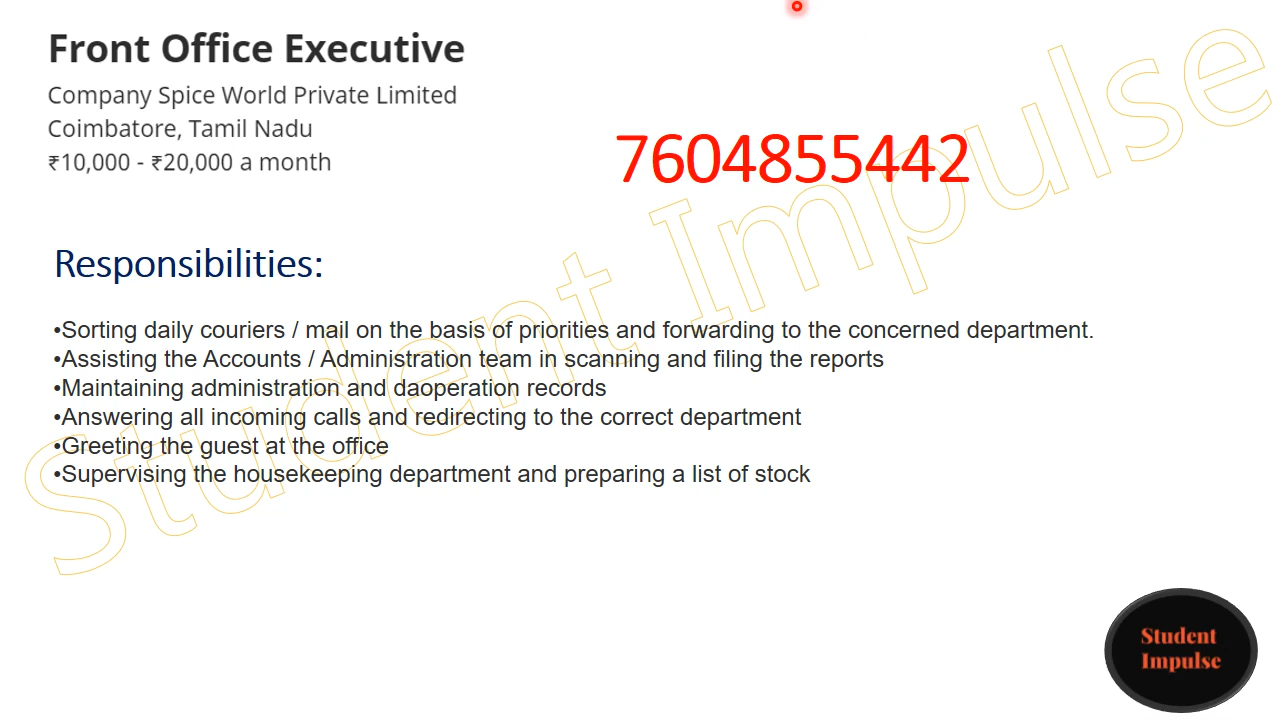 Front Office Executive
Company Spice World Private Limited
Coimbatore, Tamil Nadu
₹10,000 - ₹20,000 a month
7604855442
Responsibilities:
•Sorting daily couriers / mail on the basis of priorities and forwarding to the concerned department.
•Assisting the Accounts / Administration team in scanning and filing the reports
•Maintaining administration and daoperation records
•Answering all incoming calls and redirecting to the correct department
•Greeting the guest at the office
•Supervising the housekeeping department and preparing a list of stock
Student Impulse
Student
Impulse